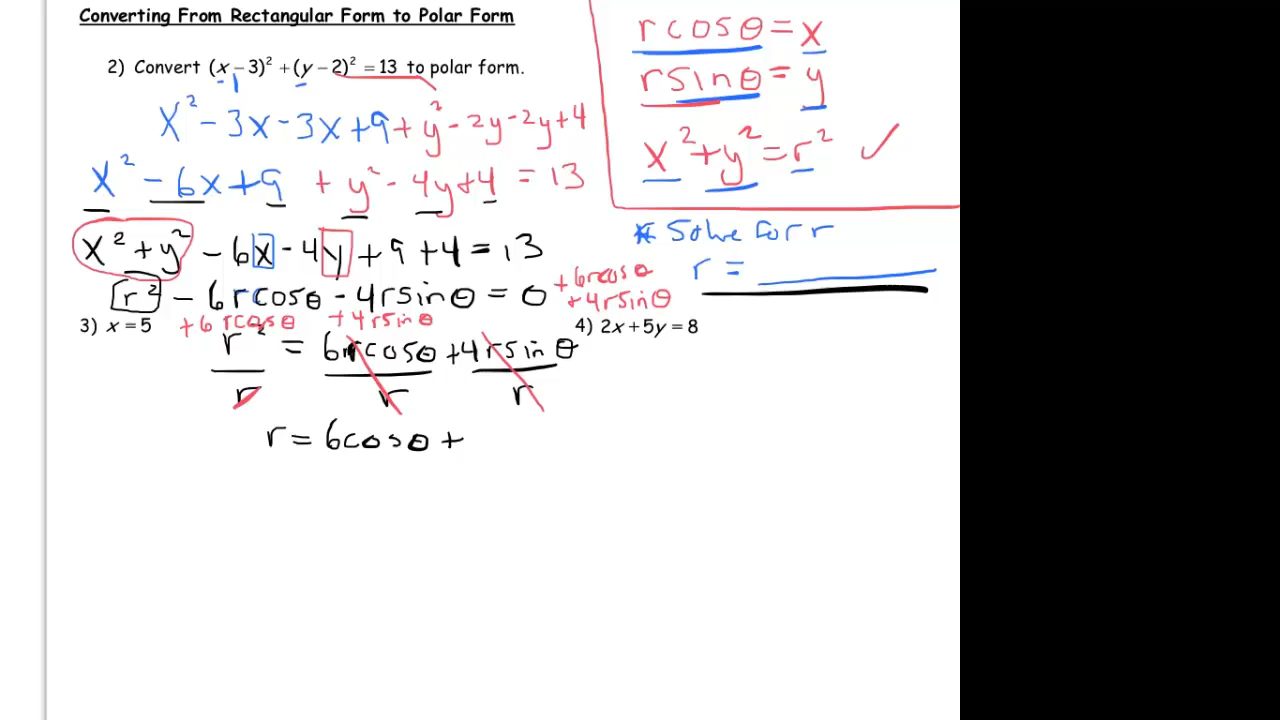 Converting From Rectangular Form to Polar Form
2) Convert (x – 3)² + (y – 2)² = 13 to polar form.
x² - 3x - 3x + 9 + y² - 2y - 2y + 4
x² - 6x + 9 + y² - 4y + 4 = 13
x² + y² - 6x - 4y + 9 + 4 = 13
r² - 6rcosθ - 4rsinθ = 0
+6rcosθ +4rsinθ
+6rcosθ
+4rsinθ
3) x = 5
r² = 6rcosθ + 4rsinθ
r r r
r = 6cosθ +
rcosθ = x
rsinθ = y
x² + y² = r² ✓
* Solve for r
r = ________
4) 2x + 5y = 8